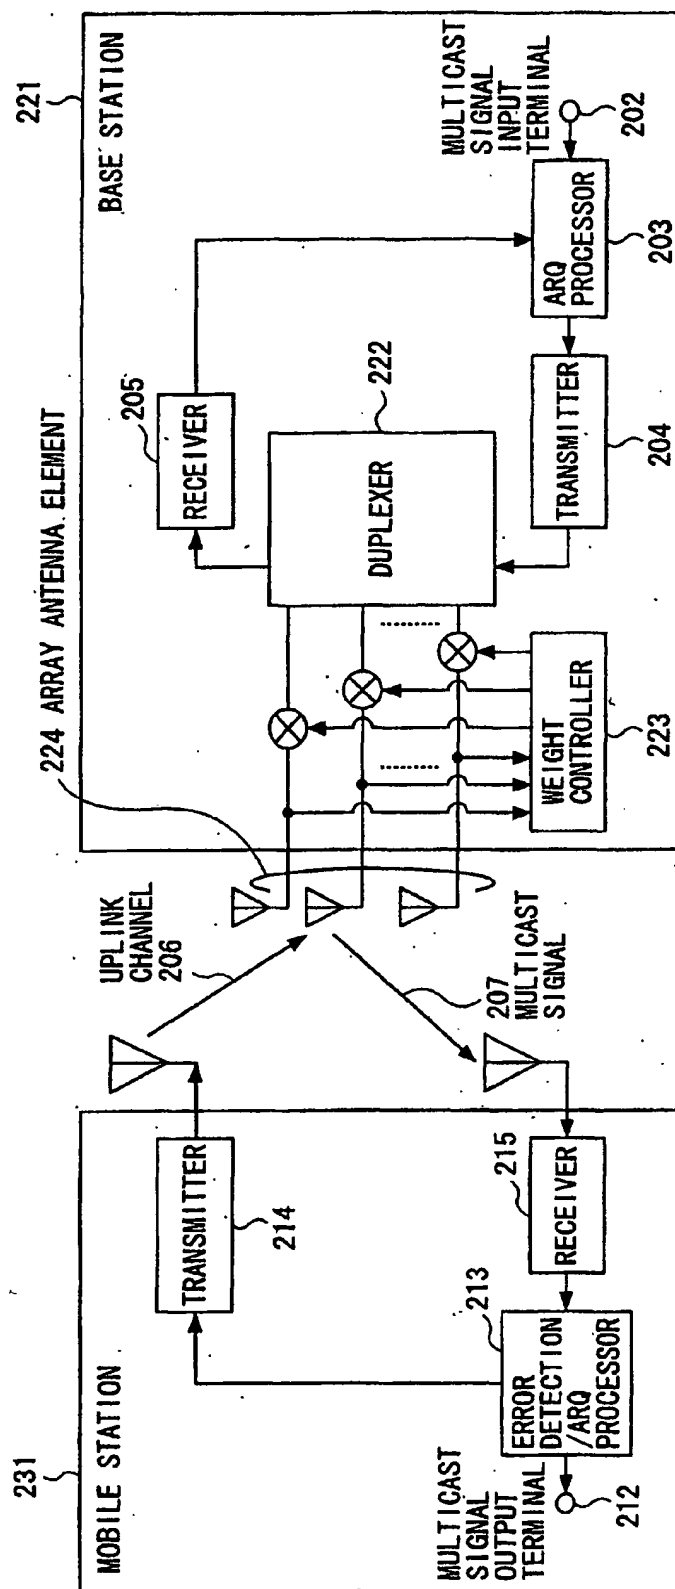 231
MOBILE STATION
TRANSMITTER
214
MULTICAST
SIGNAL
OUTPUT
TERMINAL
212
213
ERROR
DETECTION
/ARQ
PROCESSOR
215
RECEIVER
UPLINK
CHANNEL
206
207
MULTICAST
SIGNAL
224 ARRAY ANTENNA ELEMENT
221
BASE STATION
205
RECEIVER
222
DUPLEXER
WEIGHT
CONTROLLER
223
TRANSMITTER
204
ARQ
PROCESSOR
203
MULTICAST
SIGNAL
INPUT
TERMINAL
202